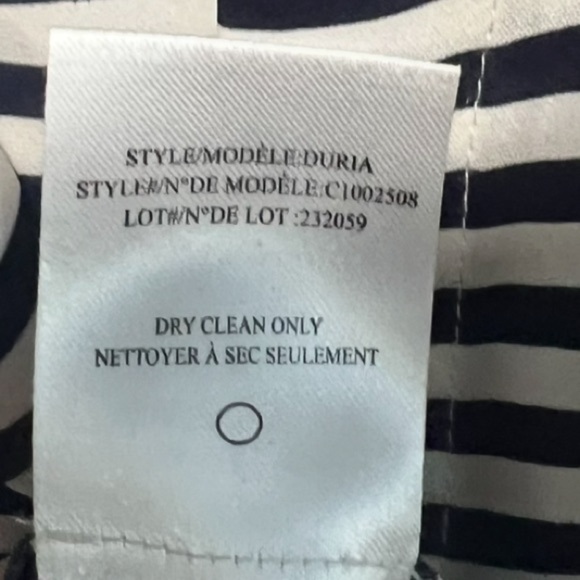 STYLE/MODÈLE:DURIA
STYLE#/N°DE MODÈLE:C1002508
LOT#/N°DE LOT :232059
DRY CLEAN ONLY
NETTOYER À SEC SEULEMENT